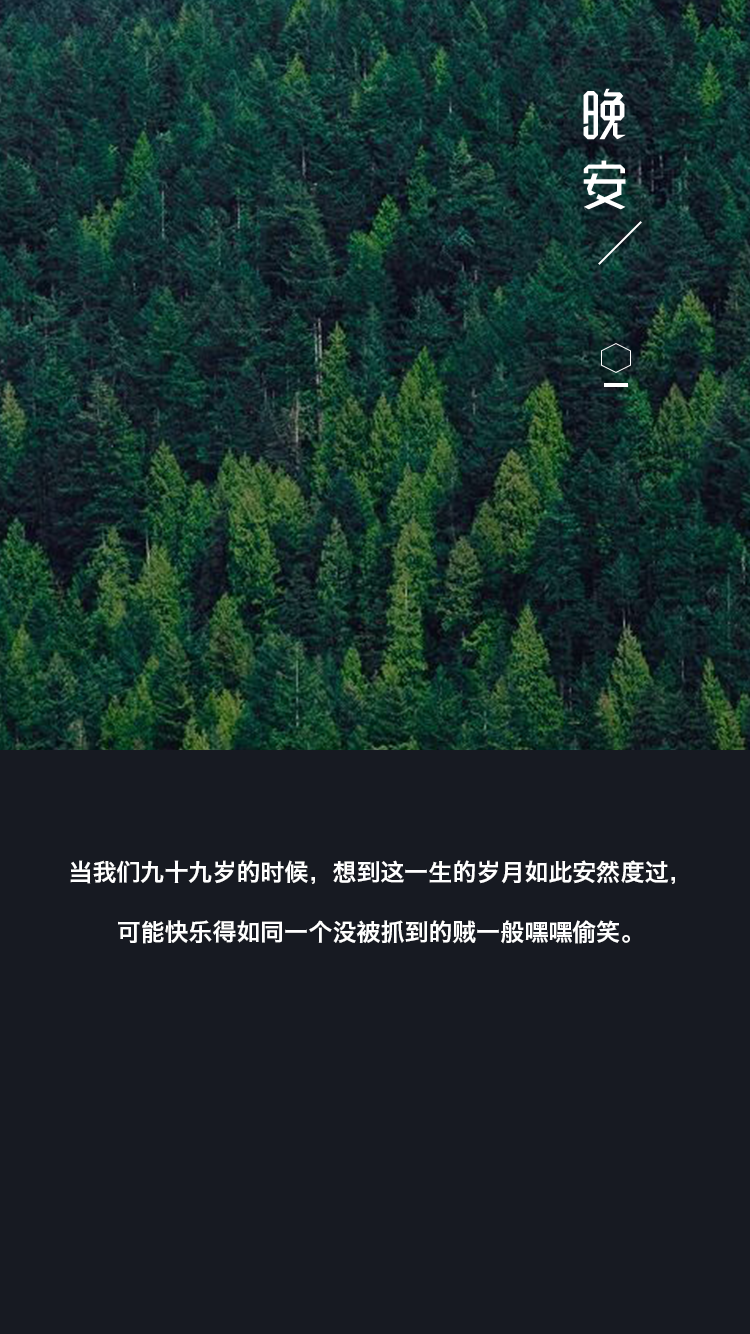 晚安
当我们九十九岁的时候，想到这一生的岁月如此安然度过，
可能快乐得如同一个没被抓到的贼一般嘿嘿偷笑。